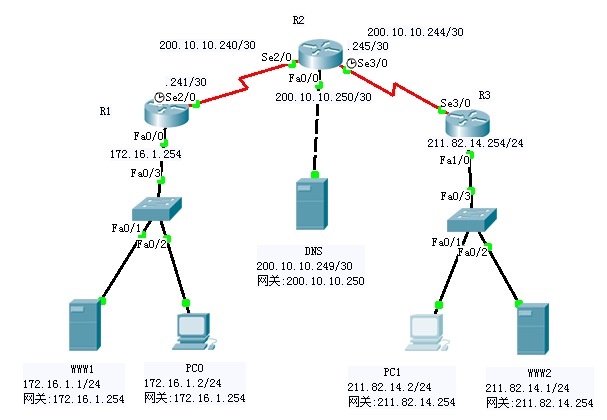 R2
200.10.10.244/30
200.10.10.240/30
.245/30
Se2/0
Se3/0
Fa0/0
.241/30
200.10.10.250/30
Se2/0
R1
Se3/0
R3
Fa0/0
211.82.14.254/24
172.16.1.254
Fa1/0
Fa0/3
Fa0/3
Fa0/1
Fa0/2
Fa0/1
Fa0/2
DNS
200.10.10.249/30
网关:200.10.10.250
WWW1
172.16.1.1/24
网关:172.16.1.254
PC0
172.16.1.2/24
网关:172.16.1.254
PC1
211.82.14.2/24
网关:211.82.14.254
WWW2
211.82.14.1/24
网关:211.82.14.254